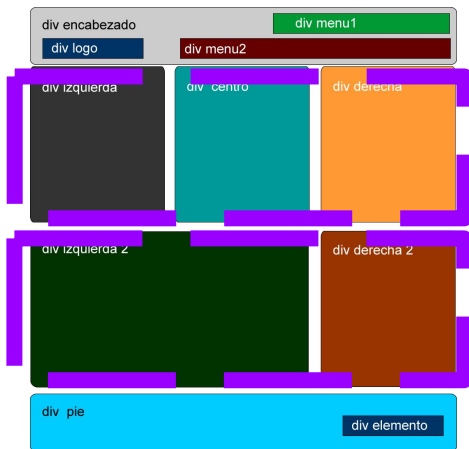 div menu1
div encabezado
div logo
div menu2
div izquierda
div centro
div derecha
div izquierda 2
div derecha 2
div pie
div elemento